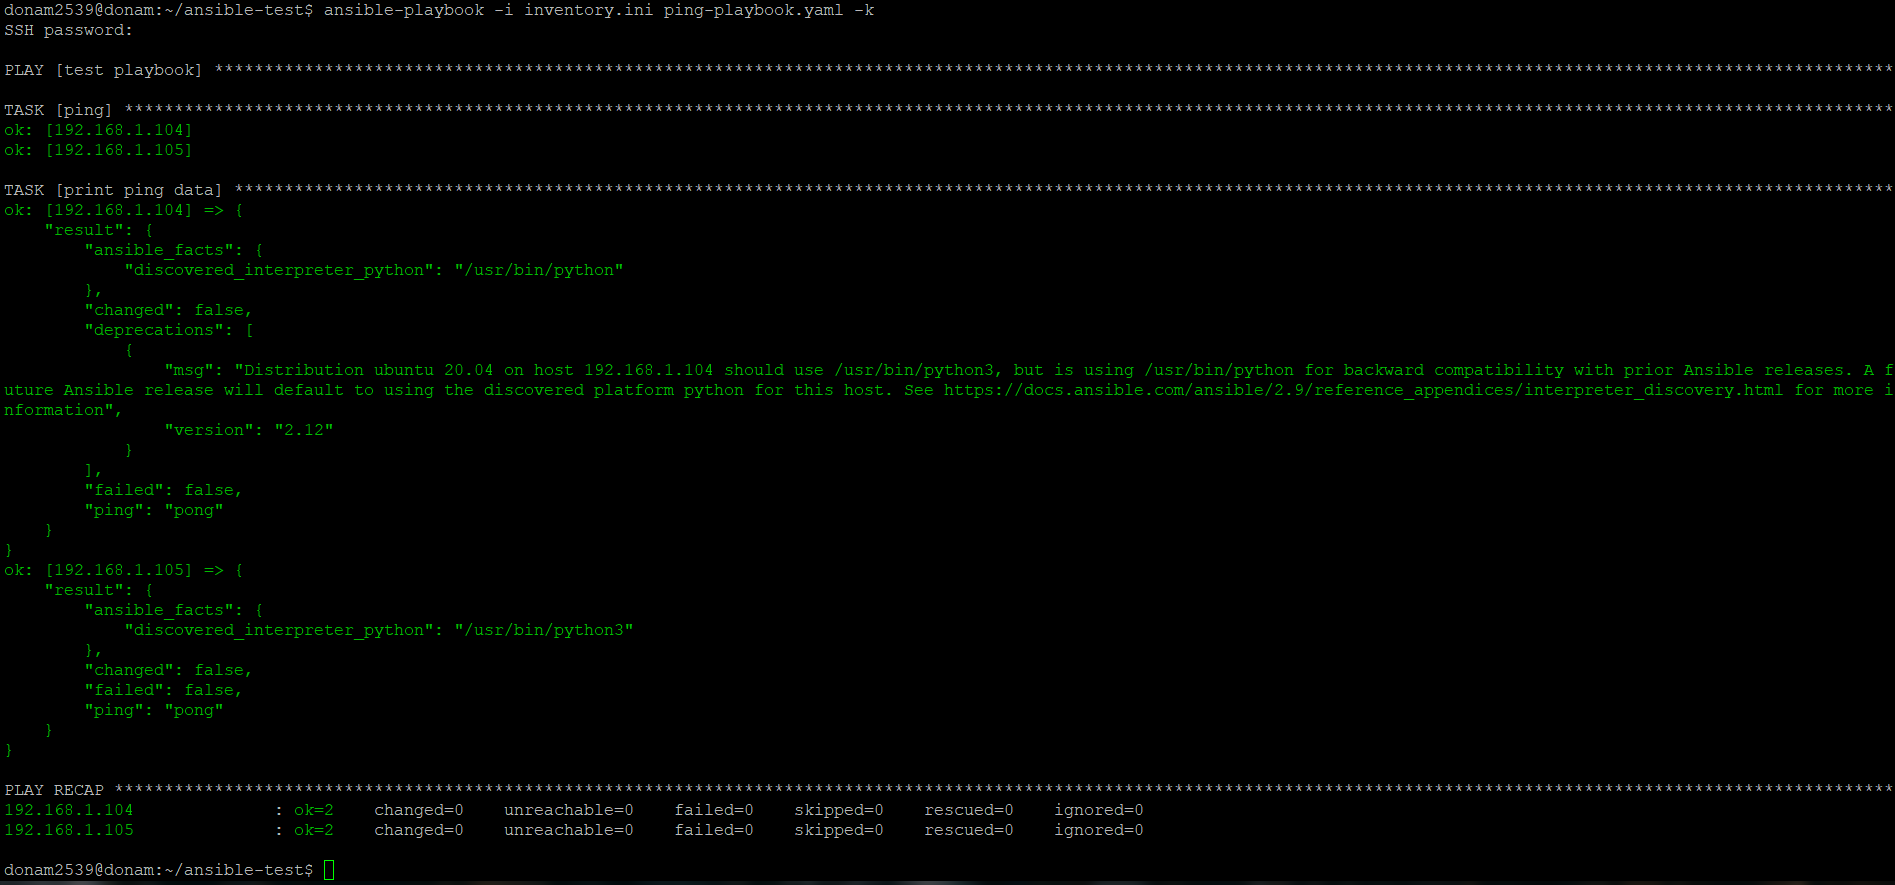 donam2539@donam:~/ansible-test$ ansible-playbook -i inventory.ini ping-playbook.yaml -k
SSH password:
PLAY [test playbook] ************************************************************************************************************************************************************************
TASK [ping] *********************************************************************************************************************************************************************************
ok: [192.168.1.104]
ok: [192.168.1.105]
TASK [print ping data] **********************************************************************************************************************************************************************
ok: [192.168.1.104] => {
    "result": {
        "ansible_facts": {
            "discovered_interpreter_python": "/usr/bin/python"
        },
        "changed": false,
        "deprecations": [
            {
                "msg": "Distribution ubuntu 20.04 on host 192.168.1.104 should use /usr/bin/python3, but is using /usr/bin/python for backward compatibility with prior Ansible releases. A f
uture Ansible release will default to using the discovered platform python for this host. See https://docs.ansible.com/ansible/2.9/reference_appendices/interpreter_discovery.html for more i
nformation",
                "version": "2.12"
            }
        ],
        "failed": false,
        "ping": "pong"
    }
}
ok: [192.168.1.105] => {
    "result": {
        "ansible_facts": {
            "discovered_interpreter_python": "/usr/bin/python3"
        },
        "changed": false,
        "failed": false,
        "ping": "pong"
    }
}
PLAY RECAP **********************************************************************************************************************************************************************************
192.168.1.104              : ok=2    changed=0    unreachable=0    failed=0    skipped=0    rescued=0    ignored=0
192.168.1.105              : ok=2    changed=0    unreachable=0    failed=0    skipped=0    rescued=0    ignored=0
donam2539@donam:~/ansible-test$